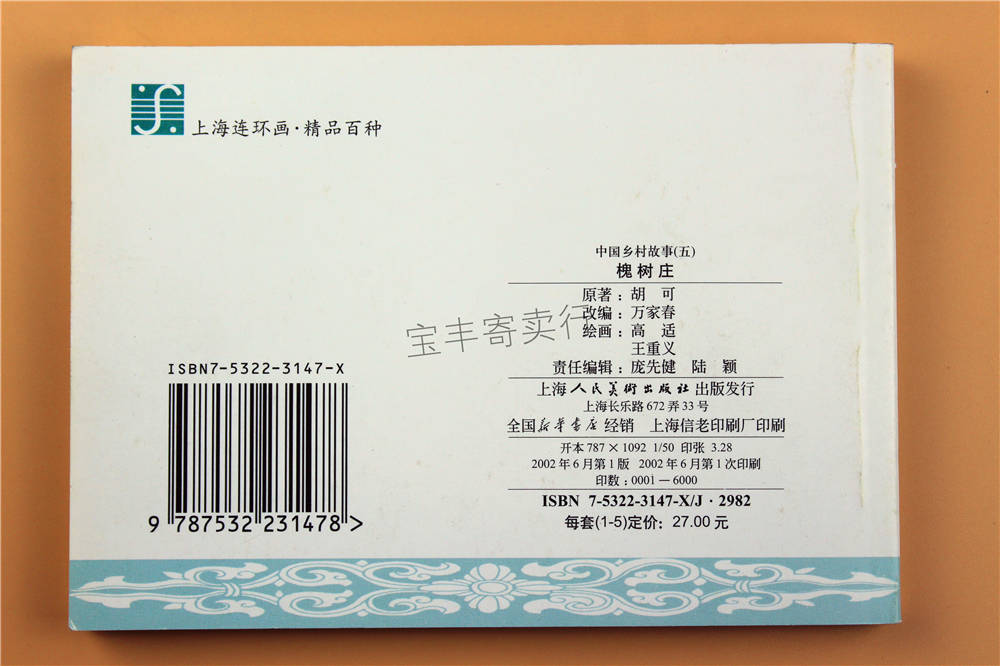 上海连环画·精品百种
中国乡村故事(五)
槐树庄
原著：胡 可
改编：万家春
绘画：高 适
王重义
责任编辑：庞先健 陆 颖
上海人民美術出版社出版发行
上海长乐路672弄33号
全国新华书店经销 上海信老印刷厂印刷
开本787×1092 1/50 印张 3.28
2002年6月第1版 2002年6月第1次印刷
印数：0001—6000
ISBN 7-5322-3147-X/J·2982
每套(1-5)定价：27.00元
ISBN7-5322-3147-X
9 787532 231478 >
宝丰寄卖行